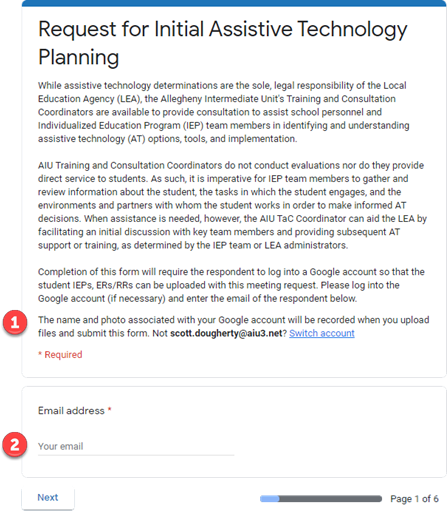 Request for Initial Assistive Technology
Planning
While assistive technology determinations are the sole, legal responsibility of the Local
Education Agency (LEA), the Allegheny Intermediate Unit's Training and Consultation
Coordinators are available to provide consultation to assist school personnel and
Individualized Education Program (IEP) team members in identifying and understanding
assistive technology (AT) options, tools, and implementation.
AIU Training and Consultation Coordinators do not conduct evaluations nor do they provide
direct service to students. As such, it is imperative for IEP team members to gather and
review information about the student, the tasks in which the student engages, and the
environments and partners with whom the student works in order to make informed AT
decisions. When assistance is needed, however, the AIU TaC Coordinator can aid the LEA by
facilitating an initial discussion with key team members and providing subsequent AT
support or training, as determined by the IEP team or LEA administrators.
Completion of this form will require the respondent to log into a Google account so that the
student IEPs, ERs/RRs can be uploaded with this meeting request. Please log into the
Google account (if necessary) and enter the email of the respondent below.
1
The name and photo associated with your Google account will be recorded when you upload
files and submit this form. Not scott.dougherty@aiu3.net? Switch account
* Required
Email address *
2
Your email
Next
Page 1 of 6